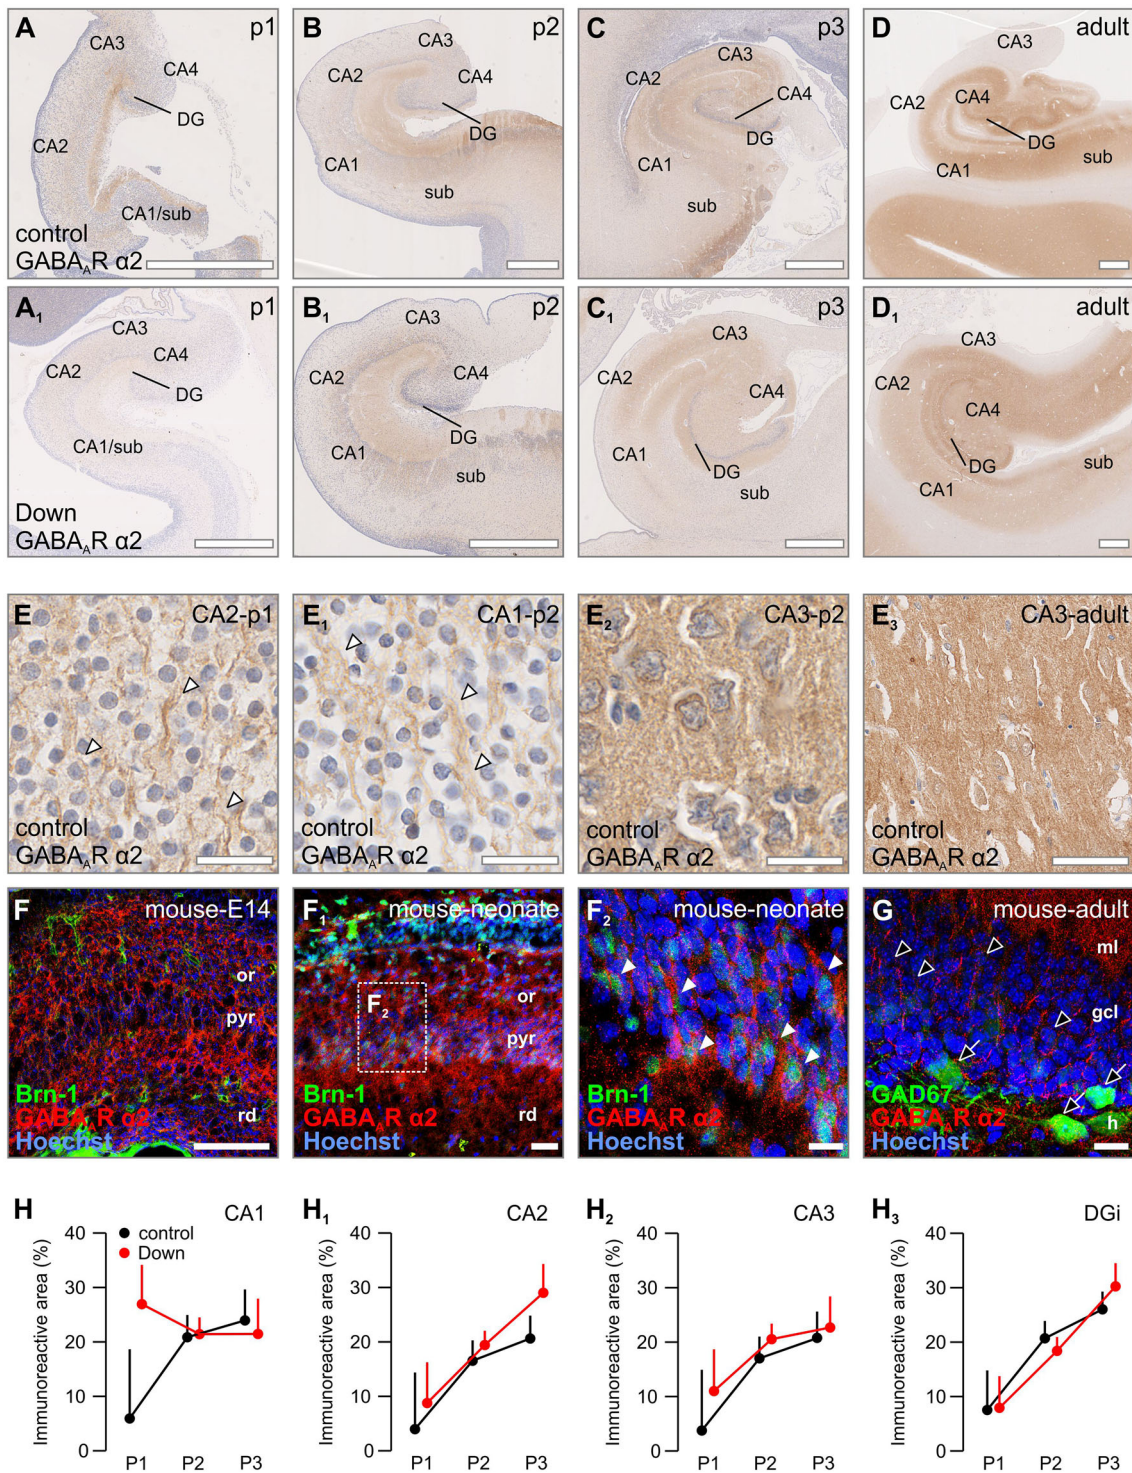 A p1
CA3
CA4
DG
CA2
CA1/sub
control
GABAAR α2
B p2
CA3
CA2
CA4
DG
CA1
sub
C p3
CA3
CA2
CA4
DG
CA1
sub
D adult
CA3
CA2
CA4
DG
CA1
sub
A1 p1
CA3
CA4
CA2
DG
CA1/sub
Down
GABAAR α2
B1 p2
CA3
CA4
CA2
DG
CA1
sub
C1 p3
CA3
CA2
CA4
CA1
DG
sub
D1 adult
CA3
CA2
CA4
DG
sub
CA1
E CA2-p1
control
GABAAR α2
E1 CA1-p2
control
GABAAR α2
E2 CA3-p2
control
GABAAR α2
E3 CA3-adult
control
GABAAR α2
F mouse-E14
or
pyr
rd
Brn-1
GABAAR α2
Hoechst
F1 mouse-neonate
or
F2
pyr
rd
Brn-1
GABAAR α2
Hoechst
F2 mouse-neonate
Brn-1
GABAAR α2
Hoechst
G mouse-adult
ml
gcl
h
GAD67
GABAAR α2
Hoechst
H CA1
control
Down
Immunoreactive area (%)
40
30
20
10
0
P1 P2 P3
H1 CA2
Immunoreactive area (%)
40
30
20
10
0
P1 P2 P3
H2 CA3
Immunoreactive area (%)
40
30
20
10
0
P1 P2 P3
H3 DGi
Immunoreactive area (%)
40
30
20
10
0
P1 P2 P3